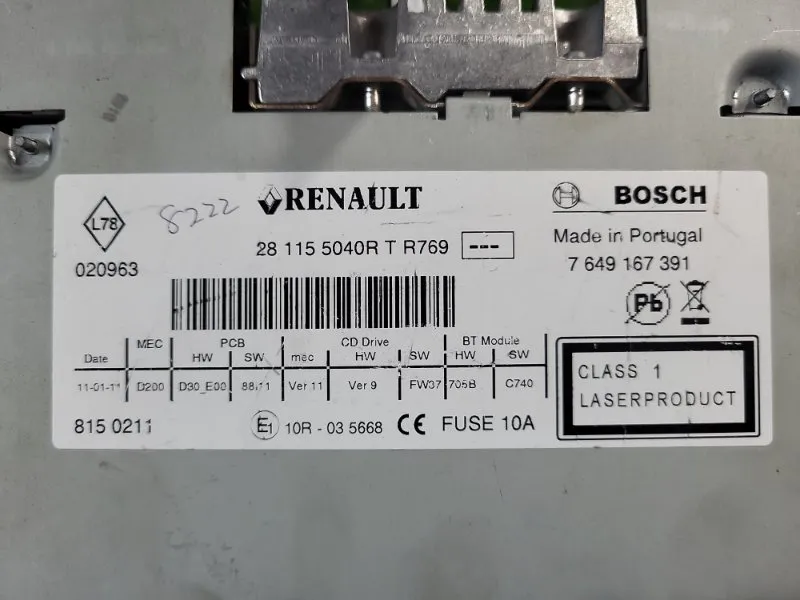 L78
8222
RENAULT
BOSCH
28 115 5040R T R769 ---
Made in Portugal
020963
7 649 167 391
Pb
MEC PCB CD Drive BT Module
Date HW SW mec HW SW HW SW
11-01-11 D200 D30_E00 88.11 Ver 11 Ver 9 FW37 705B C740
CLASS 1
LASERPRODUCT
815 0211 E1 10R - 03 5668 CE FUSE 10A